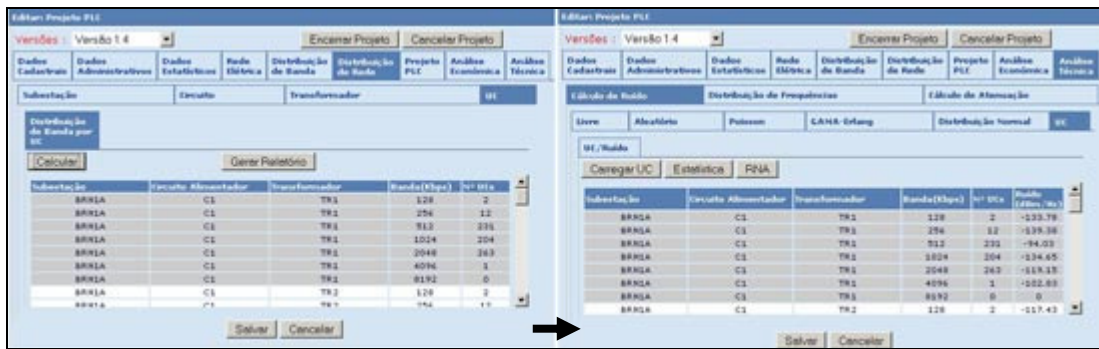 Editar: Projeto PLC
Versões : Versão 1.4 Encerrar Projeto Cancelar Projeto
Dados Cadastrais Dados Administrativos Dados Estatísticos Rede Elétrica Distribuição de Banda Distribuição de Rede Projeto PLC Análise Econômica Análise Técnica
Subestação Circuito Transformador UC
Distribuição de Banda por UC
Calcular Gerar Relatório
Subestação Circuito Alimentador Transformador Banda(Kbps) Nº UCs
BRN1A C1 TR1 128 2
BRN1A C1 TR1 256 12
BRN1A C1 TR1 512 231
BRN1A C1 TR1 1024 204
BRN1A C1 TR1 2048 263
BRN1A C1 TR1 4096 1
BRN1A C1 TR1 8192 0
BRN1A C1 TR2 128 2
BRN1A C1 TR2 256 12
Salvar Cancelar
Editar: Projeto PLC
Versões : Versão 1.4 Encerrar Projeto Cancelar Projeto
Dados Cadastrais Dados Administrativos Dados Estatísticos Rede Elétrica Distribuição de Banda Distribuição de Rede Projeto PLC Análise Econômica Análise Técnica
Cálculo de Ruído Distribuição de Frequências Cálculo de Atenuação
Livre Aleatório Poisson GAMA-Erlang Distribuição Normal UC
UC/Ruído
Carregar UC Estatística RNA
Subestação Circuito Alimentador Transformador Banda(Kbps) Nº UCs Ruído
BRN1A C1 TR1 128 2 -133.78
BRN1A C1 TR1 256 12 -139.38
BRN1A C1 TR1 512 231 -94.03
BRN1A C1 TR1 1024 204 -134.65
BRN1A C1 TR1 2048 263 -119.15
BRN1A C1 TR1 4096 1 -102.83
BRN1A C1 TR1 8192 0 0
BRN1A C1 TR2 128 2 -117.43
Salvar Cancelar